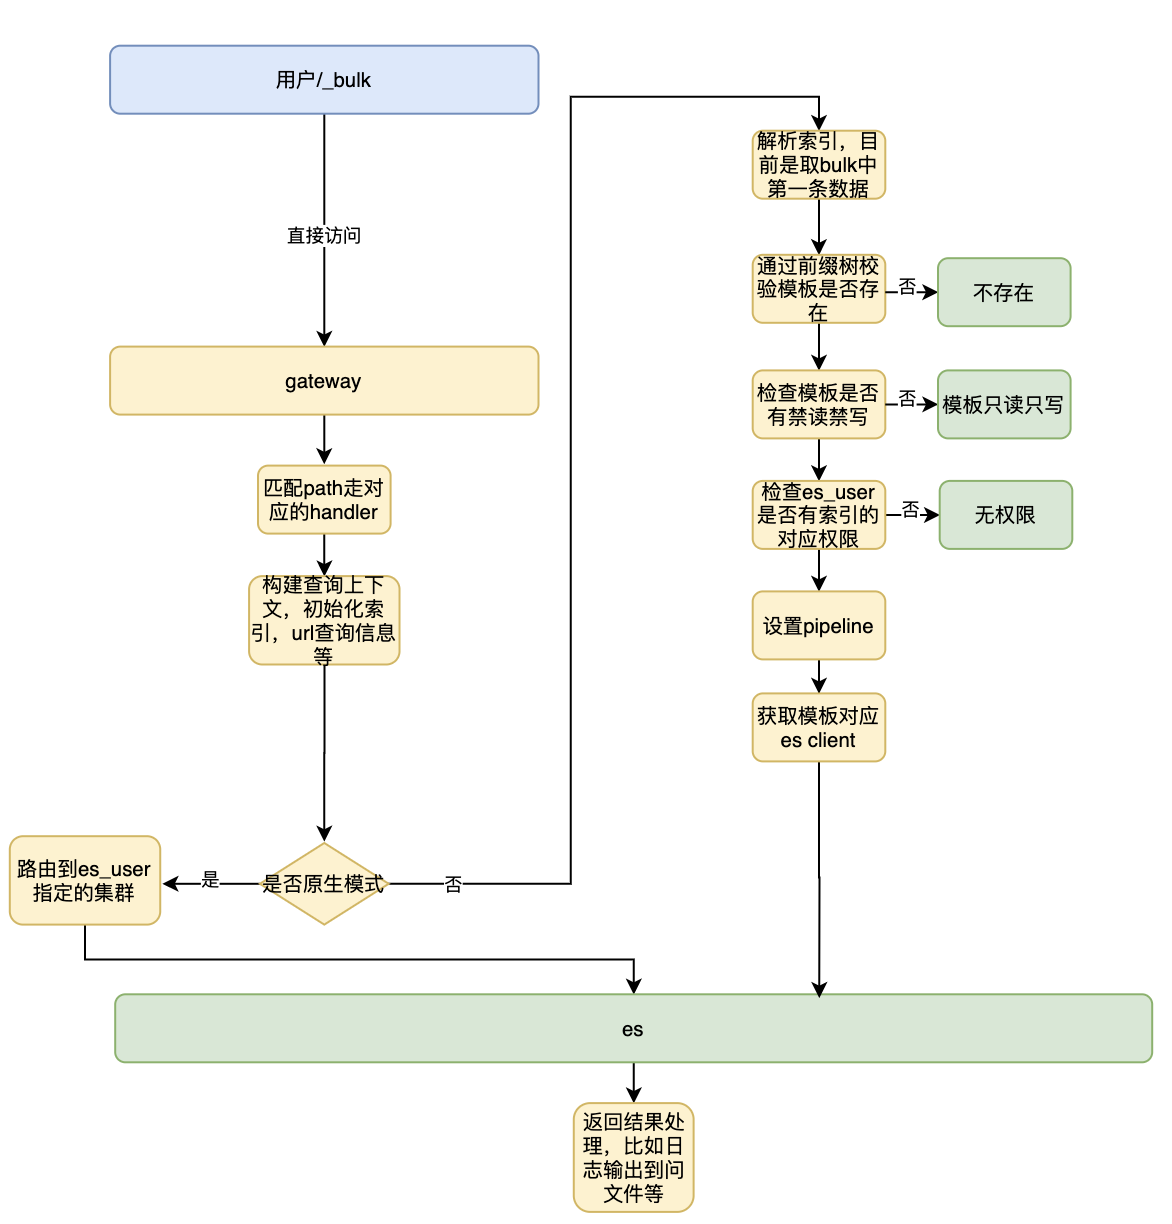 用户/_bulk
直接访问
gateway
匹配path走对
应的handler
构建查询上下
文，初始化索
引，url查询信息
等
是否原生模式
是
否
路由到es_user
指定的集群
解析索引，目
前是取bulk中
第一条数据
通过前缀树校
验模板是否存
在
否
不存在
检查模板是否
有禁读禁写
否
模板只读只写
检查es_user
是否有索引的
对应权限
否
无权限
设置pipeline
获取模板对应
es client
es
返回结果处
理，比如日
志输出到问
文件等